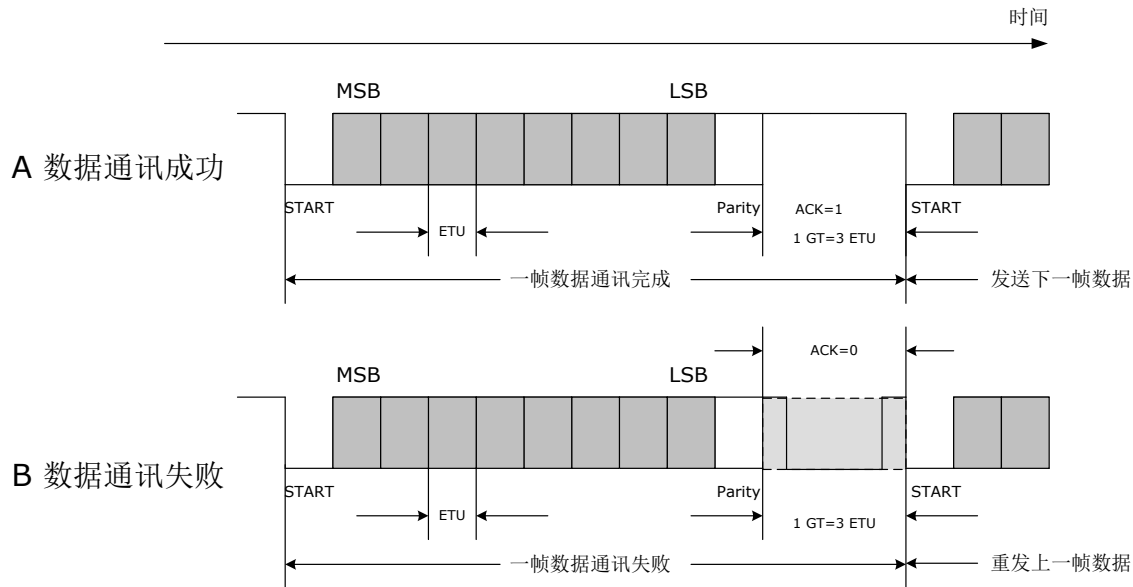 时间
MSB
LSB
A 数据通讯成功
START
Parity
ACK=1
START
ETU
1 GT=3 ETU
一帧数据通讯完成
发送下一帧数据
ACK=0
MSB
LSB
B 数据通讯失败
START
Parity
START
ETU
1 GT=3 ETU
一帧数据通讯失败
重发上一帧数据